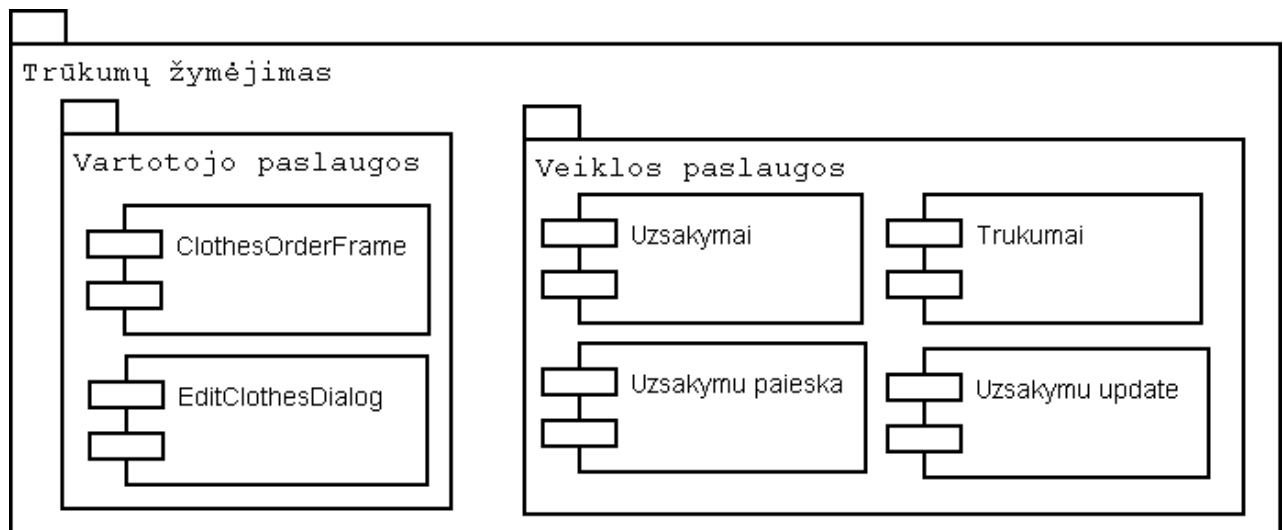 Trūkumų žymėjimas
Vartotojo paslaugos
ClothesOrderFrame
EditClothesDialog
Veiklos paslaugos
Uzsakymai
Trukumai
Uzsakymu paieska
Uzsakymu update